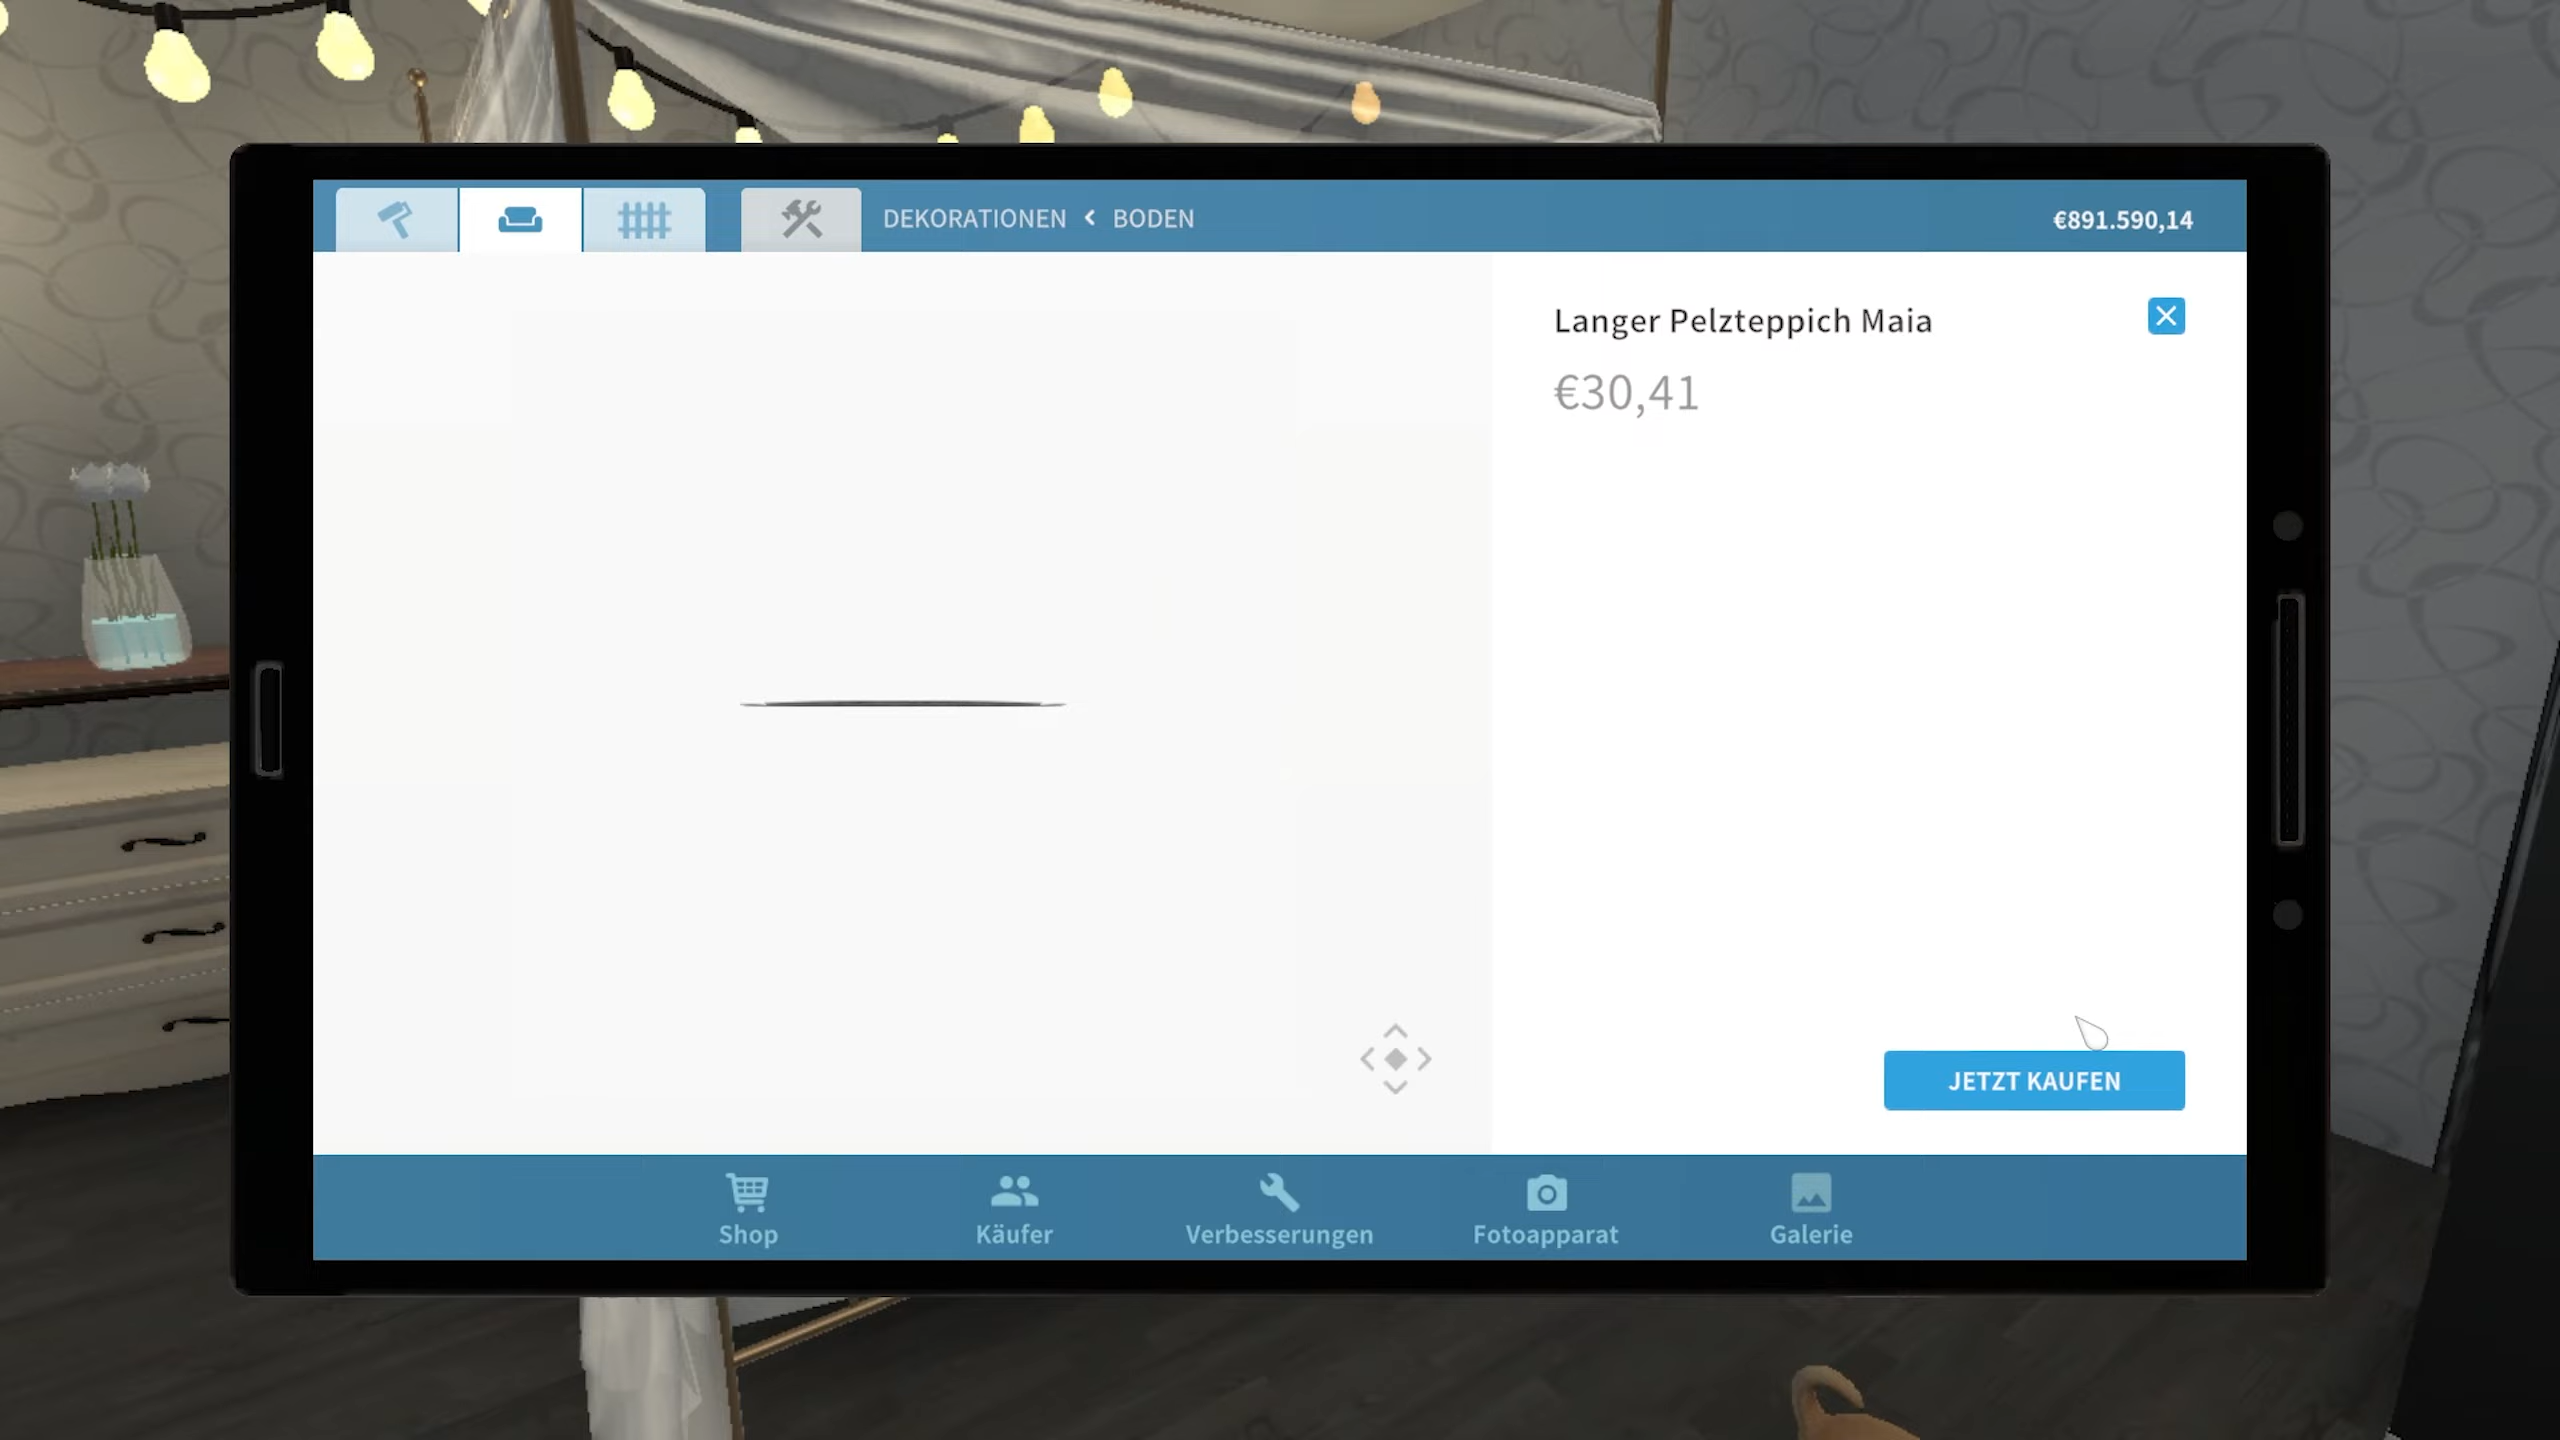 DEKORATIONEN < BODEN
€891.590,14
Langer Pelzteppich Maia
€30,41
JETZT KAUFEN
Shop
Käufer
Verbesserungen
Fotoapparat
Galerie